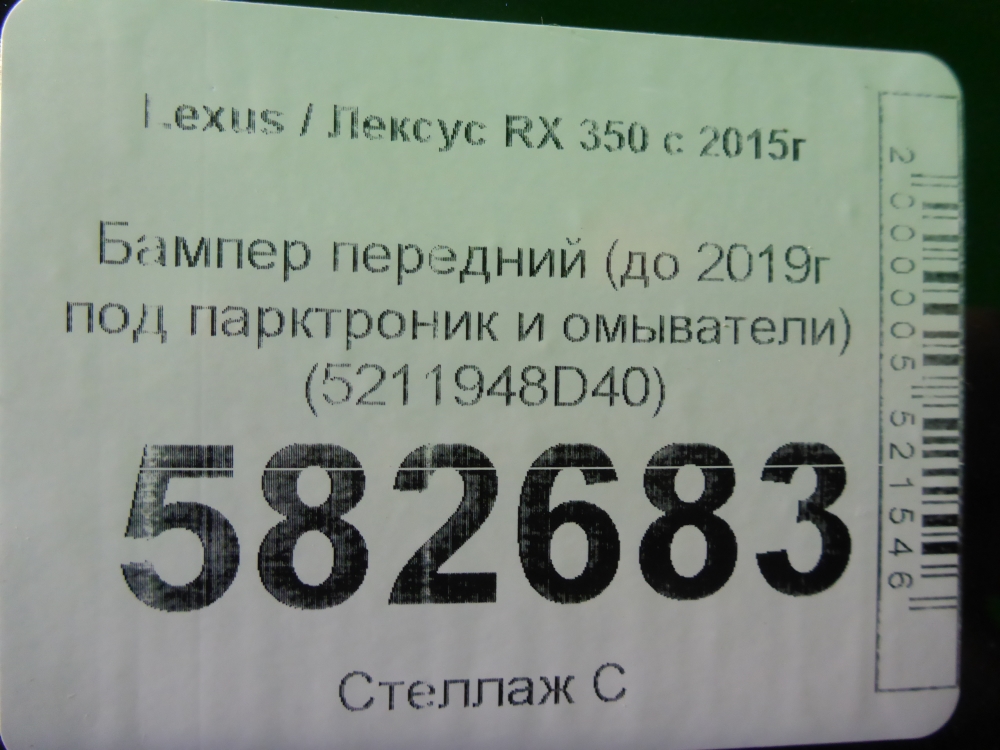 Lexus / Лексус RX 350 с 2015г
Бампер передний (до 2019г
под парктроник и омыватели)
(5211948D40)
582683
Стеллаж С
2000005521546